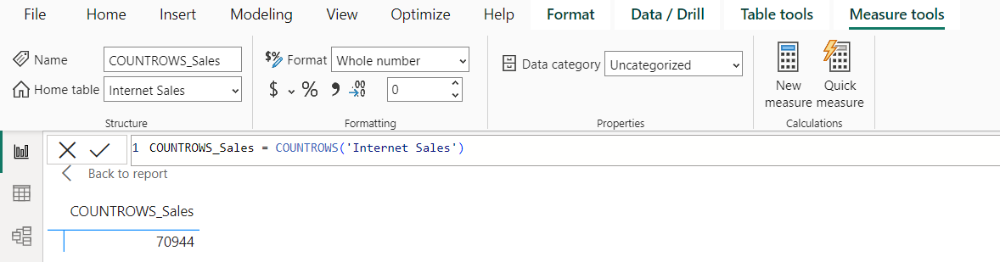 File Home Insert Modeling View Optimize Help Format Data / Drill Table tools Measure tools
Name COUNTROWS_Sales $% Format Whole number Data category Uncategorized New measure Quick measure
Home table Internet Sales $ % 9 .00 0 0
Structure Formatting Properties Calculations
1 COUNTROWS_Sales = COUNTROWS('Internet Sales')
Back to report
COUNTROWS_Sales
70944